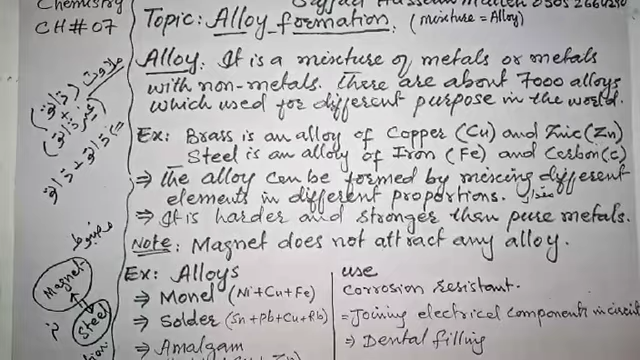 Chemistry
CH # 07
Topic: Alloy formation. (mixture = Alloy)
Alloy: It is a mixture of metals or metals
with non-metals. There are about 7000 alloys
which used for different purpose in the world.
Ex: Brass is an alloy of Copper (Cu) and Zinc (Zn)
Steel is an alloy of Iron (Fe) and Carbon (C)
⇒ The alloy can be formed by mixing different
elements in different proportions. مقدار
⇒ It is harder and stronger than pure metals.
Note: Magnet does not attract any alloy.
Ex: Alloys
⇒ Monel (Ni + Cu + Fe)
⇒ Solder (Sn + Pb + Cu + Rb)
⇒ Amalgam
use
corrosion resistant.
⇒ Joining electrical components in circuit
⇒ Dental filling
ملاوٹ
مضبوط
Magnet
Steel